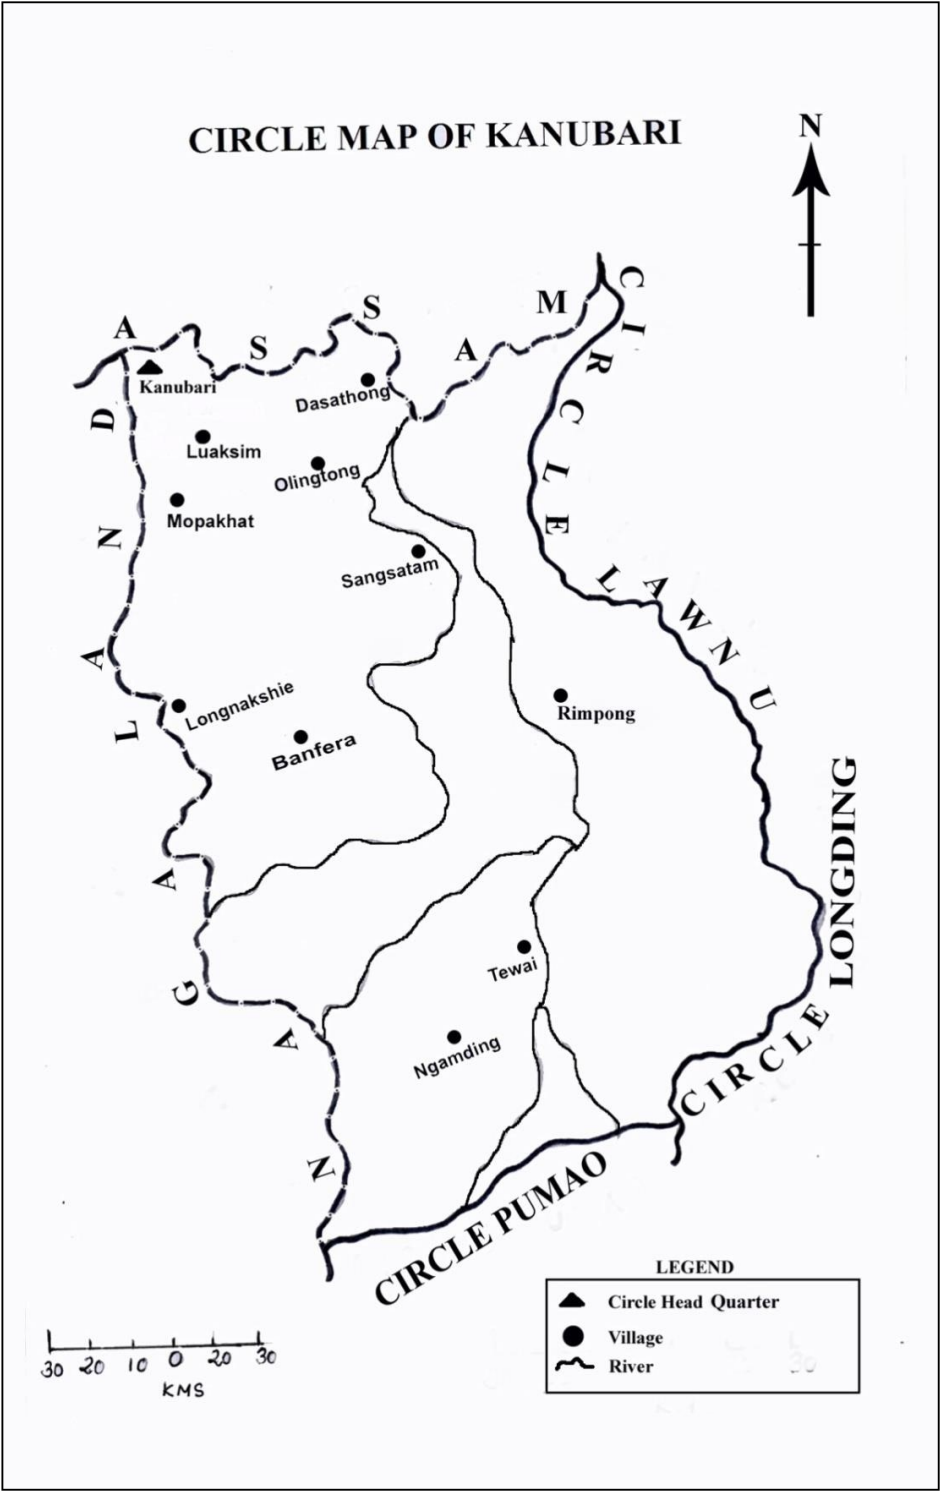 CIRCLE MAP OF KANUBARI
N
ASSAM
Kanubari
Dasathong
Luaksim
Olingtong
Mopakhat
Sangsatam
Longnakshie
Banfera
Rimpong
Tewai
Ngamding
NAGALAND
CIRCLE LAWNU
CIRCLE LONGDING
CIRCLE PUMAO
LEGEND
Circle Head Quarter
Village
River
30 20 10 0 20 30
KMS